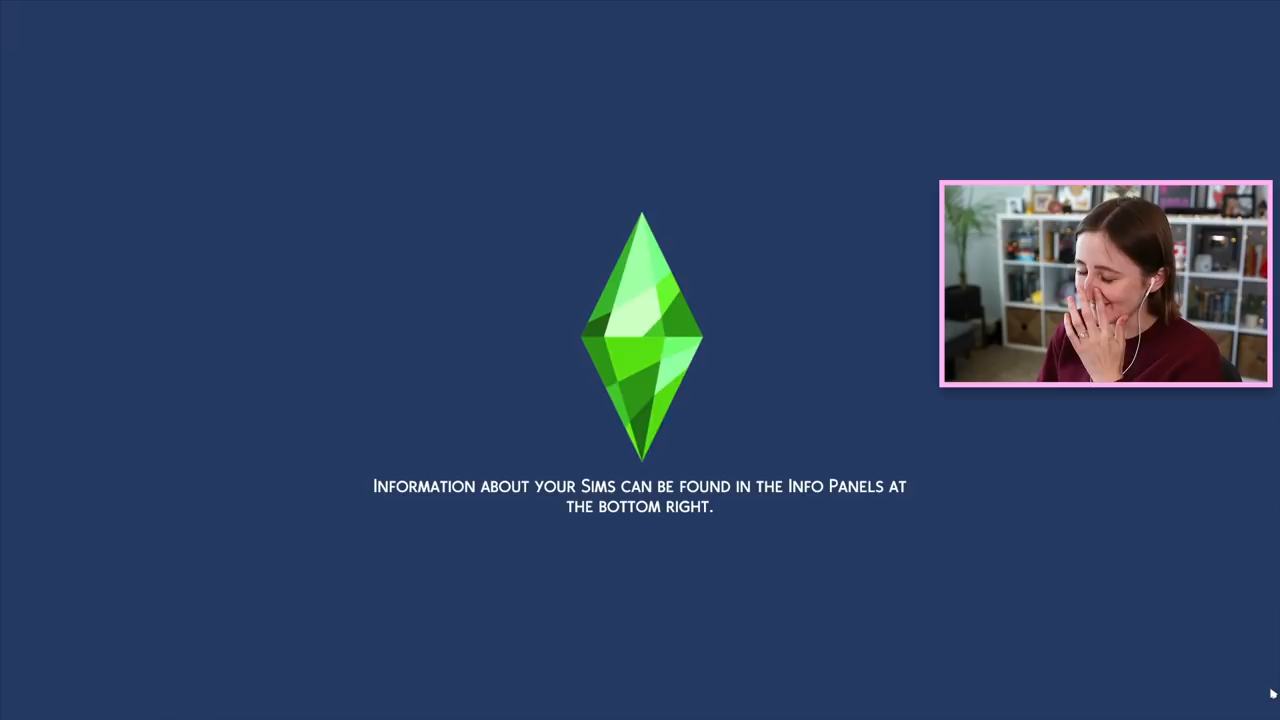 Information about your Sims can be found in the Info Panels at
the bottom right.